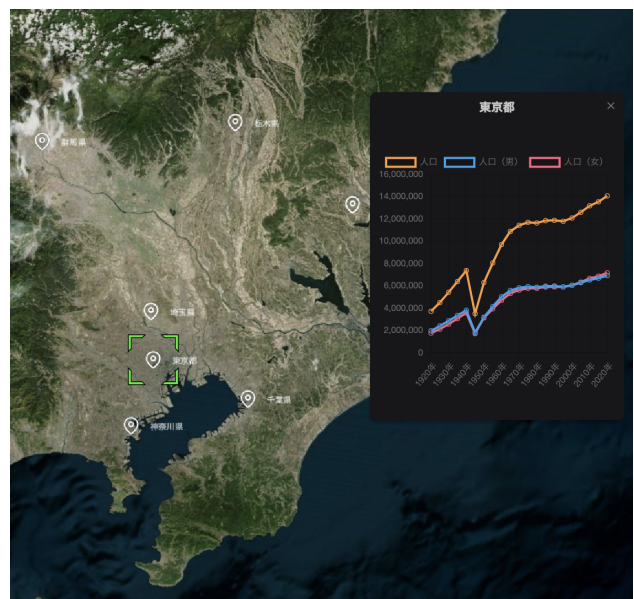 東京都
×
人口 人口（男） 人口（女）
16,000,000
14,000,000
12,000,000
10,000,000
8,000,000
6,000,000
4,000,000
2,000,000
0
1920年 1930年 1940年 1950年 1960年 1970年 1980年 1990年 2000年 2010年 2020年
栃木県
群馬県
埼玉県
東京都
千葉県
神奈川県